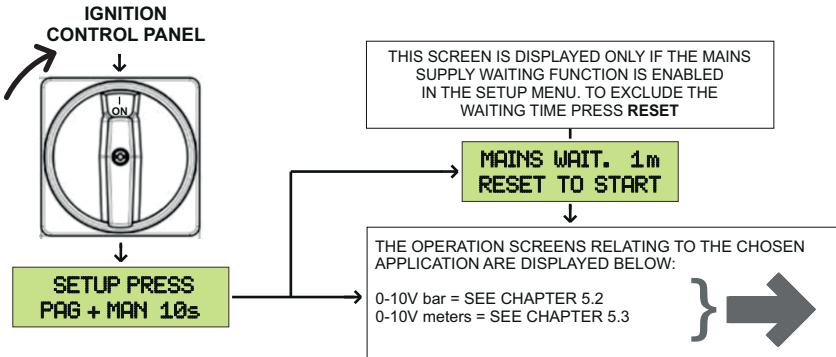 IGNITION
CONTROL PANEL
I
ON
SETUP PRESS
PAG + MAN 10s
THIS SCREEN IS DISPLAYED ONLY IF THE MAINS
SUPPLY WAITING FUNCTION IS ENABLED
IN THE SETUP MENU. TO EXCLUDE THE
WAITING TIME PRESS RESET
MAINS WAIT. 1m
RESET TO START
THE OPERATION SCREENS RELATING TO THE CHOSEN
APPLICATION ARE DISPLAYED BELOW:
0-10V bar = SEE CHAPTER 5.2
0-10V meters = SEE CHAPTER 5.3